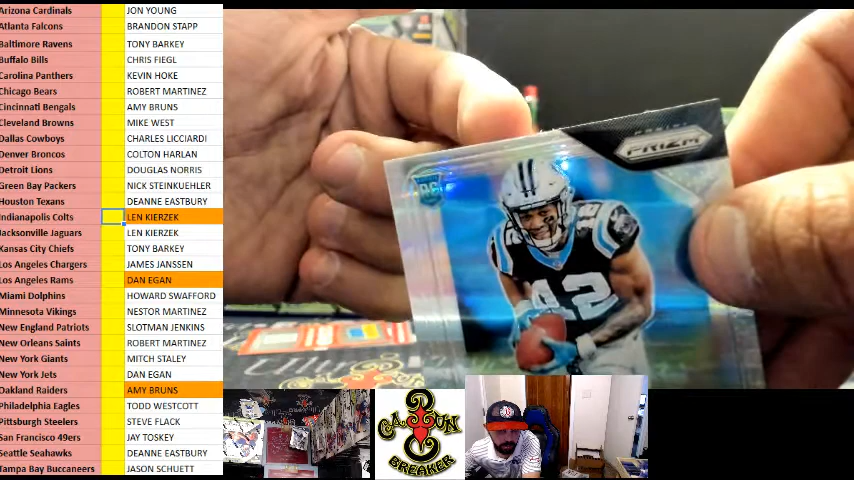 Arizona Cardinals JON YOUNG
Atlanta Falcons BRANDON STAPP
Baltimore Ravens TONY BARKEY
Buffalo Bills CHRIS FIEGL
Carolina Panthers KEVIN HOKE
Chicago Bears ROBERT MARTINEZ
Cincinnati Bengals AMY BRUNS
Cleveland Browns MIKE WEST
Dallas Cowboys CHARLES LICCIARDI
Denver Broncos COLTON HARLAN
Detroit Lions DOUGLAS NORRIS
Green Bay Packers NICK STEINKUEHLER
Houston Texans DEANNE EASTBURY
Indianapolis Colts LEN KIERZEK
Jacksonville Jaguars LEN KIERZEK
Kansas City Chiefs TONY BARKEY
Los Angeles Chargers JAMES JANSSEN
Los Angeles Rams DAN EGAN
Miami Dolphins HOWARD SWAFFORD
Minnesota Vikings NESTOR MARTINEZ
New England Patriots SLOTMAN JENKINS
New Orleans Saints ROBERT MARTINEZ
New York Giants MITCH STALEY
New York Jets DAN EGAN
Oakland Raiders AMY BRUNS
Philadelphia Eagles TODD WESTCOTT
Pittsburgh Steelers STEVE FLACK
San Francisco 49ers JAY TOSKEY
Seattle Seahawks DEANNE EASTBURY
Tampa Bay Buccaneers JASON SCHUETT
PANINI
PRIZM
RC
42
CAJUN
BREAKER